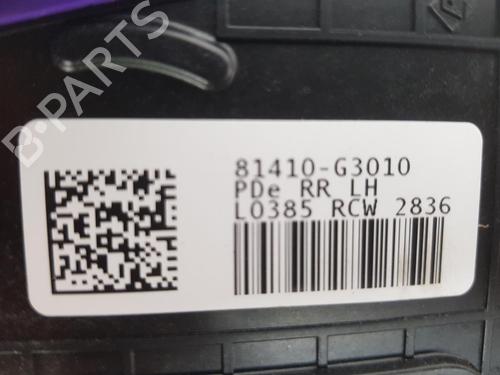 B-PARTS
81410-G3010
PDe RR LH
L0385 RCW 2836